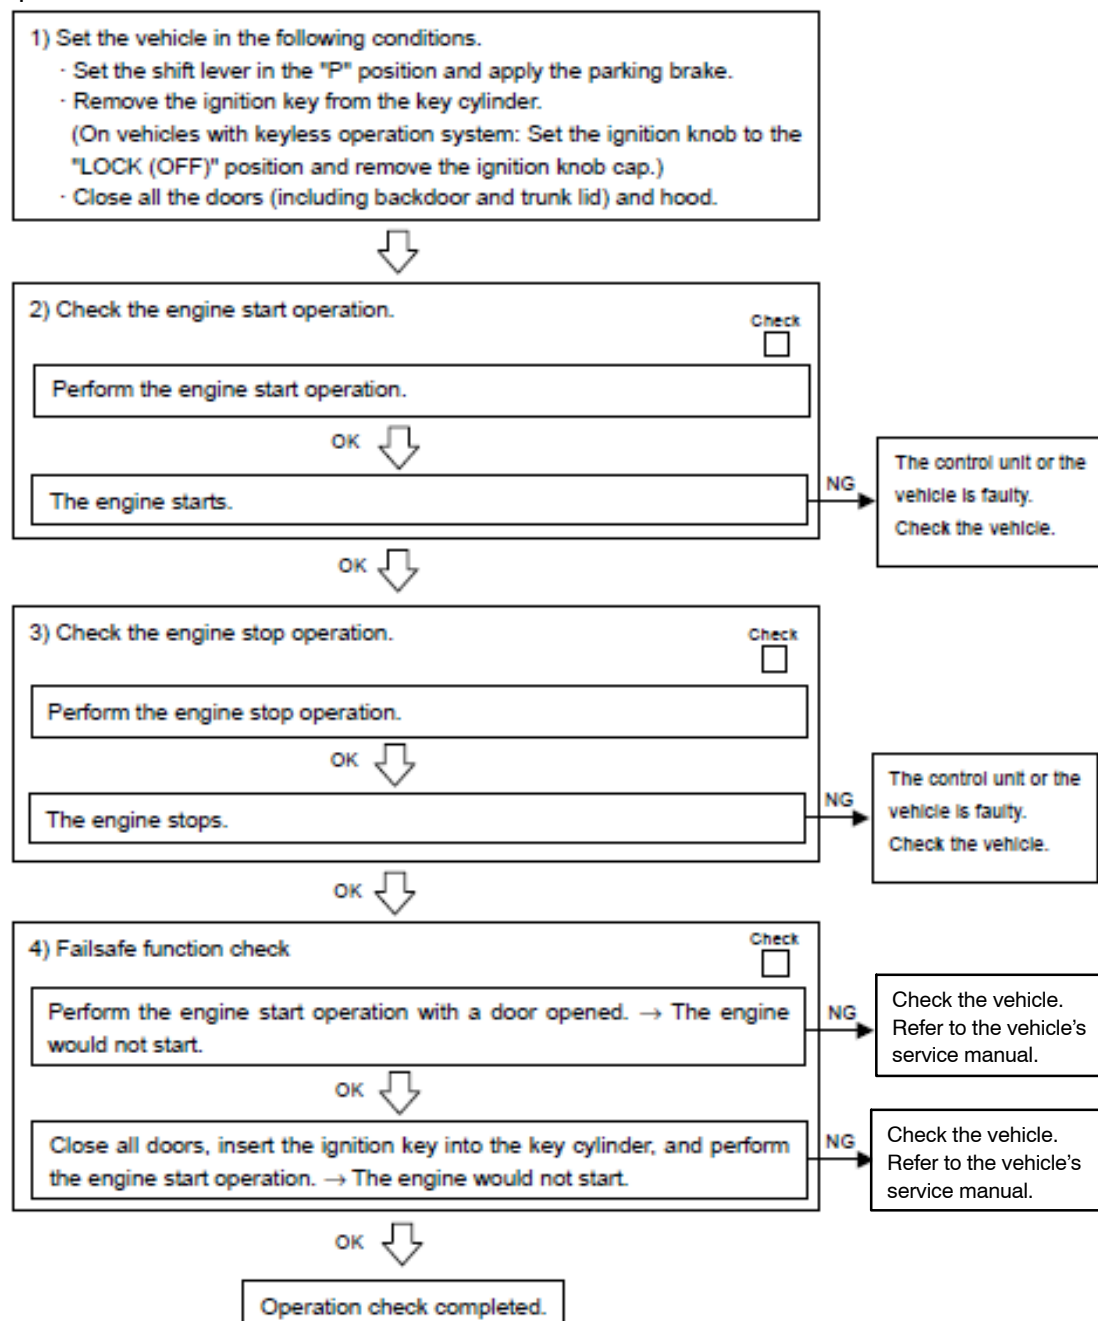 1) Set the vehicle in the following conditions.
· Set the shift lever in the "P" position and apply the parking brake.
· Remove the ignition key from the key cylinder.
(On vehicles with keyless operation system: Set the ignition knob to the
"LOCK (OFF)" position and remove the ignition knob cap.)
· Close all the doors (including backdoor and trunk lid) and hood.
2) Check the engine start operation.
Check
Perform the engine start operation.
OK
The engine starts.
NG
The control unit or the
vehicle is faulty.
Check the vehicle.
OK
3) Check the engine stop operation.
Check
Perform the engine stop operation.
OK
The engine stops.
NG
The control unit or the
vehicle is faulty.
Check the vehicle.
OK
4) Failsafe function check
Check
Perform the engine start operation with a door opened. → The engine
would not start.
NG
Check the vehicle.
Refer to the vehicle's
service manual.
OK
Close all doors, insert the ignition key into the key cylinder, and perform
the engine start operation. → The engine would not start.
NG
Check the vehicle.
Refer to the vehicle's
service manual.
OK
Operation check completed.